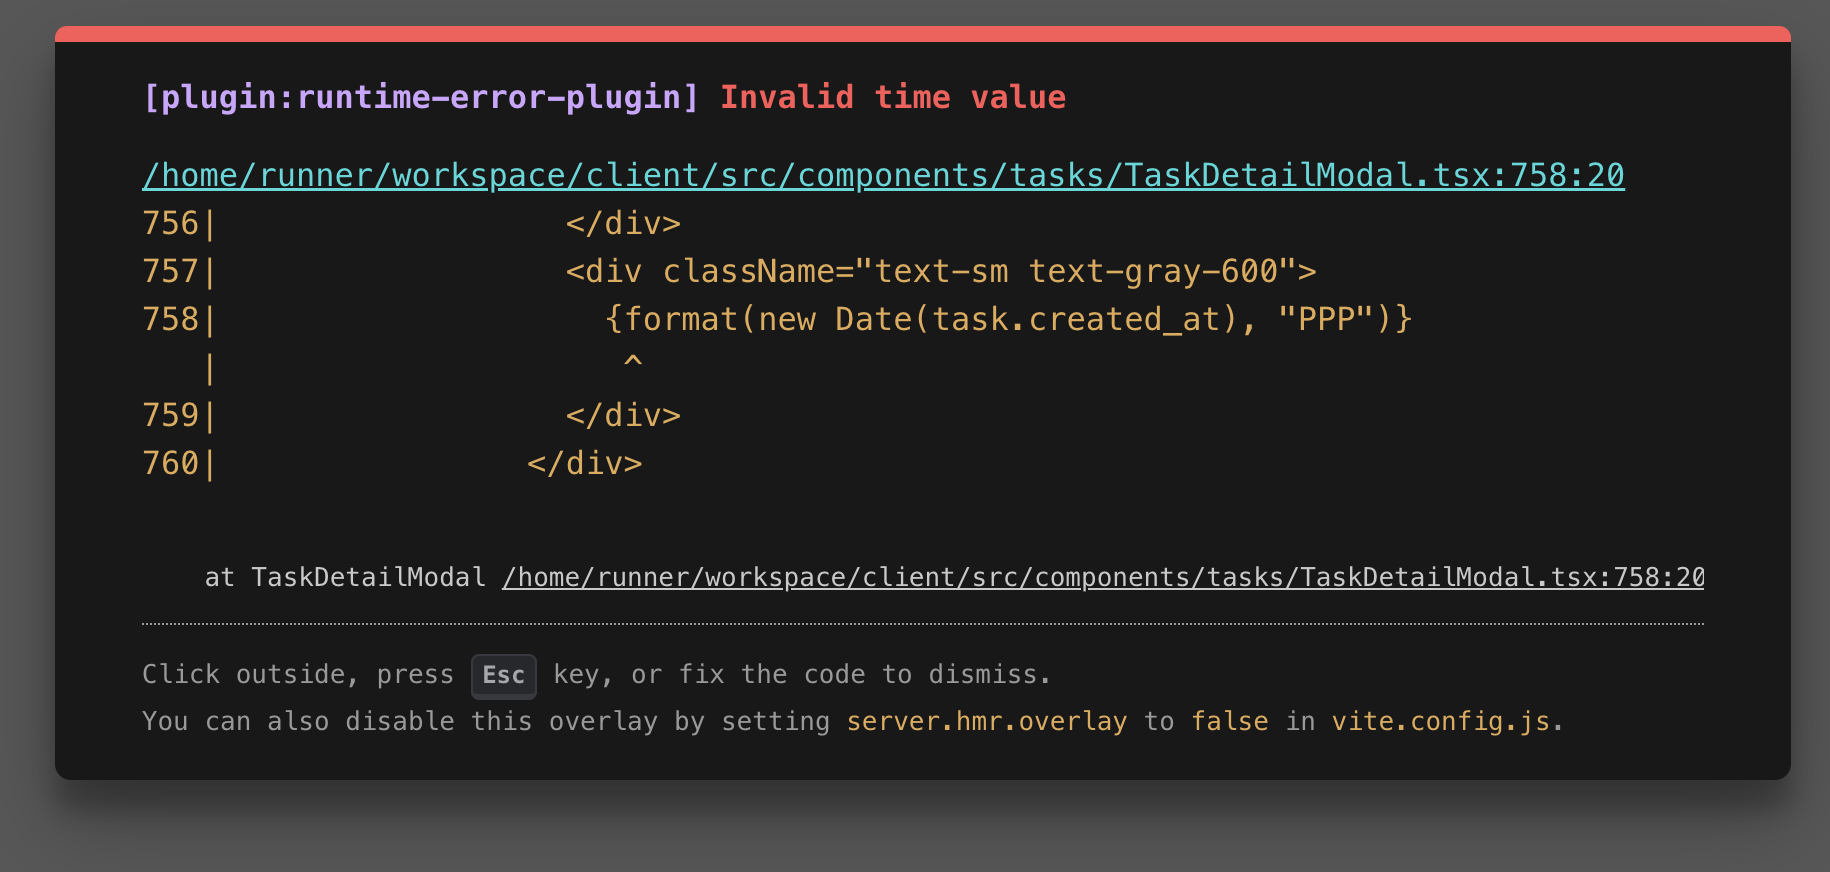 [plugin:runtime-error-plugin] Invalid time value
/home/runner/workspace/client/src/components/tasks/TaskDetailModal.tsx:758:20
756|                  </div>
757|                  <div className="text-sm text-gray-600">
758|                    {format(new Date(task.created_at), "PPP")}
   |                     ^
759|                  </div>
760|                </div>
at TaskDetailModal /home/runner/workspace/client/src/components/tasks/TaskDetailModal.tsx:758:20
Click outside, press Esc key, or fix the code to dismiss.
You can also disable this overlay by setting server.hmr.overlay to false in vite.config.js.